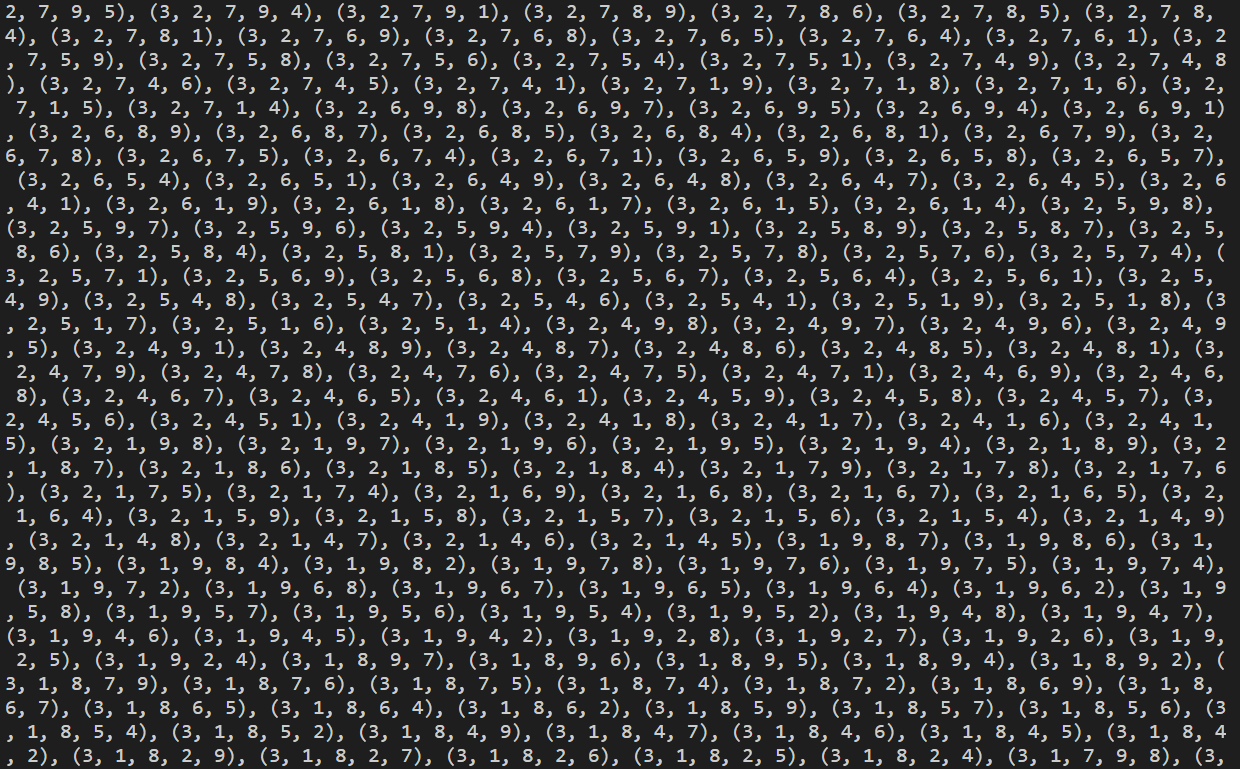 2, 7, 9, 5), (3, 2, 7, 9, 4), (3, 2, 7, 9, 1), (3, 2, 7, 8, 9), (3, 2, 7, 8, 6), (3, 2, 7, 8, 5), (3, 2, 7, 8,
4), (3, 2, 7, 8, 1), (3, 2, 7, 6, 9), (3, 2, 7, 6, 8), (3, 2, 7, 6, 5), (3, 2, 7, 6, 4), (3, 2, 7, 6, 1), (3, 2
, 7, 5, 9), (3, 2, 7, 5, 8), (3, 2, 7, 5, 6), (3, 2, 7, 5, 4), (3, 2, 7, 5, 1), (3, 2, 7, 4, 9), (3, 2, 7, 4, 8
), (3, 2, 7, 4, 6), (3, 2, 7, 4, 5), (3, 2, 7, 4, 1), (3, 2, 7, 1, 9), (3, 2, 7, 1, 8), (3, 2, 7, 1, 6), (3, 2,
7, 1, 5), (3, 2, 7, 1, 4), (3, 2, 6, 9, 8), (3, 2, 6, 9, 7), (3, 2, 6, 9, 5), (3, 2, 6, 9, 4), (3, 2, 6, 9, 1)
, (3, 2, 6, 8, 9), (3, 2, 6, 8, 7), (3, 2, 6, 8, 5), (3, 2, 6, 8, 4), (3, 2, 6, 8, 1), (3, 2, 6, 7, 9), (3, 2,
6, 7, 8), (3, 2, 6, 7, 5), (3, 2, 6, 7, 4), (3, 2, 6, 7, 1), (3, 2, 6, 5, 9), (3, 2, 6, 5, 8), (3, 2, 6, 5, 7),
(3, 2, 6, 5, 4), (3, 2, 6, 5, 1), (3, 2, 6, 4, 9), (3, 2, 6, 4, 8), (3, 2, 6, 4, 7), (3, 2, 6, 4, 5), (3, 2, 6
, 4, 1), (3, 2, 6, 1, 9), (3, 2, 6, 1, 8), (3, 2, 6, 1, 7), (3, 2, 6, 1, 5), (3, 2, 6, 1, 4), (3, 2, 5, 9, 8),
(3, 2, 5, 9, 7), (3, 2, 5, 9, 6), (3, 2, 5, 9, 4), (3, 2, 5, 9, 1), (3, 2, 5, 8, 9), (3, 2, 5, 8, 7), (3, 2, 5,
8, 6), (3, 2, 5, 8, 4), (3, 2, 5, 8, 1), (3, 2, 5, 7, 9), (3, 2, 5, 7, 8), (3, 2, 5, 7, 6), (3, 2, 5, 7, 4), (
3, 2, 5, 7, 1), (3, 2, 5, 6, 9), (3, 2, 5, 6, 8), (3, 2, 5, 6, 7), (3, 2, 5, 6, 4), (3, 2, 5, 6, 1), (3, 2, 5,
4, 9), (3, 2, 5, 4, 8), (3, 2, 5, 4, 7), (3, 2, 5, 4, 6), (3, 2, 5, 4, 1), (3, 2, 5, 1, 9), (3, 2, 5, 1, 8), (3
, 2, 5, 1, 7), (3, 2, 5, 1, 6), (3, 2, 5, 1, 4), (3, 2, 4, 9, 8), (3, 2, 4, 9, 7), (3, 2, 4, 9, 6), (3, 2, 4, 9
, 5), (3, 2, 4, 9, 1), (3, 2, 4, 8, 9), (3, 2, 4, 8, 7), (3, 2, 4, 8, 6), (3, 2, 4, 8, 5), (3, 2, 4, 8, 1), (3,
2, 4, 7, 9), (3, 2, 4, 7, 8), (3, 2, 4, 7, 6), (3, 2, 4, 7, 5), (3, 2, 4, 7, 1), (3, 2, 4, 6, 9), (3, 2, 4, 6,
8), (3, 2, 4, 6, 7), (3, 2, 4, 6, 5), (3, 2, 4, 6, 1), (3, 2, 4, 5, 9), (3, 2, 4, 5, 8), (3, 2, 4, 5, 7), (3,
2, 4, 5, 6), (3, 2, 4, 5, 1), (3, 2, 4, 1, 9), (3, 2, 4, 1, 8), (3, 2, 4, 1, 7), (3, 2, 4, 1, 6), (3, 2, 4, 1,
5), (3, 2, 1, 9, 8), (3, 2, 1, 9, 7), (3, 2, 1, 9, 6), (3, 2, 1, 9, 5), (3, 2, 1, 9, 4), (3, 2, 1, 8, 9), (3, 2
, 1, 8, 7), (3, 2, 1, 8, 6), (3, 2, 1, 8, 5), (3, 2, 1, 8, 4), (3, 2, 1, 7, 9), (3, 2, 1, 7, 8), (3, 2, 1, 7, 6
), (3, 2, 1, 7, 5), (3, 2, 1, 7, 4), (3, 2, 1, 6, 9), (3, 2, 1, 6, 8), (3, 2, 1, 6, 7), (3, 2, 1, 6, 5), (3, 2,
1, 6, 4), (3, 2, 1, 5, 9), (3, 2, 1, 5, 8), (3, 2, 1, 5, 7), (3, 2, 1, 5, 6), (3, 2, 1, 5, 4), (3, 2, 1, 4, 9)
, (3, 2, 1, 4, 8), (3, 2, 1, 4, 7), (3, 2, 1, 4, 6), (3, 2, 1, 4, 5), (3, 1, 9, 8, 7), (3, 1, 9, 8, 6), (3, 1,
9, 8, 5), (3, 1, 9, 8, 4), (3, 1, 9, 8, 2), (3, 1, 9, 7, 8), (3, 1, 9, 7, 6), (3, 1, 9, 7, 5), (3, 1, 9, 7, 4),
(3, 1, 9, 7, 2), (3, 1, 9, 6, 8), (3, 1, 9, 6, 7), (3, 1, 9, 6, 5), (3, 1, 9, 6, 4), (3, 1, 9, 6, 2), (3, 1, 9
, 5, 8), (3, 1, 9, 5, 7), (3, 1, 9, 5, 6), (3, 1, 9, 5, 4), (3, 1, 9, 5, 2), (3, 1, 9, 4, 8), (3, 1, 9, 4, 7),
(3, 1, 9, 4, 6), (3, 1, 9, 4, 5), (3, 1, 9, 4, 2), (3, 1, 9, 2, 8), (3, 1, 9, 2, 7), (3, 1, 9, 2, 6), (3, 1, 9,
2, 5), (3, 1, 9, 2, 4), (3, 1, 8, 9, 7), (3, 1, 8, 9, 6), (3, 1, 8, 9, 5), (3, 1, 8, 9, 4), (3, 1, 8, 9, 2), (
3, 1, 8, 7, 9), (3, 1, 8, 7, 6), (3, 1, 8, 7, 5), (3, 1, 8, 7, 4), (3, 1, 8, 7, 2), (3, 1, 8, 6, 9), (3, 1, 8,
6, 7), (3, 1, 8, 6, 5), (3, 1, 8, 6, 4), (3, 1, 8, 6, 2), (3, 1, 8, 5, 9), (3, 1, 8, 5, 7), (3, 1, 8, 5, 6), (3
, 1, 8, 5, 4), (3, 1, 8, 5, 2), (3, 1, 8, 4, 9), (3, 1, 8, 4, 7), (3, 1, 8, 4, 6), (3, 1, 8, 4, 5), (3, 1, 8, 4
, 2), (3, 1, 8, 2, 9), (3, 1, 8, 2, 7), (3, 1, 8, 2, 6), (3, 1, 8, 2, 5), (3, 1, 8, 2, 4), (3, 1, 7, 9, 8), (3,